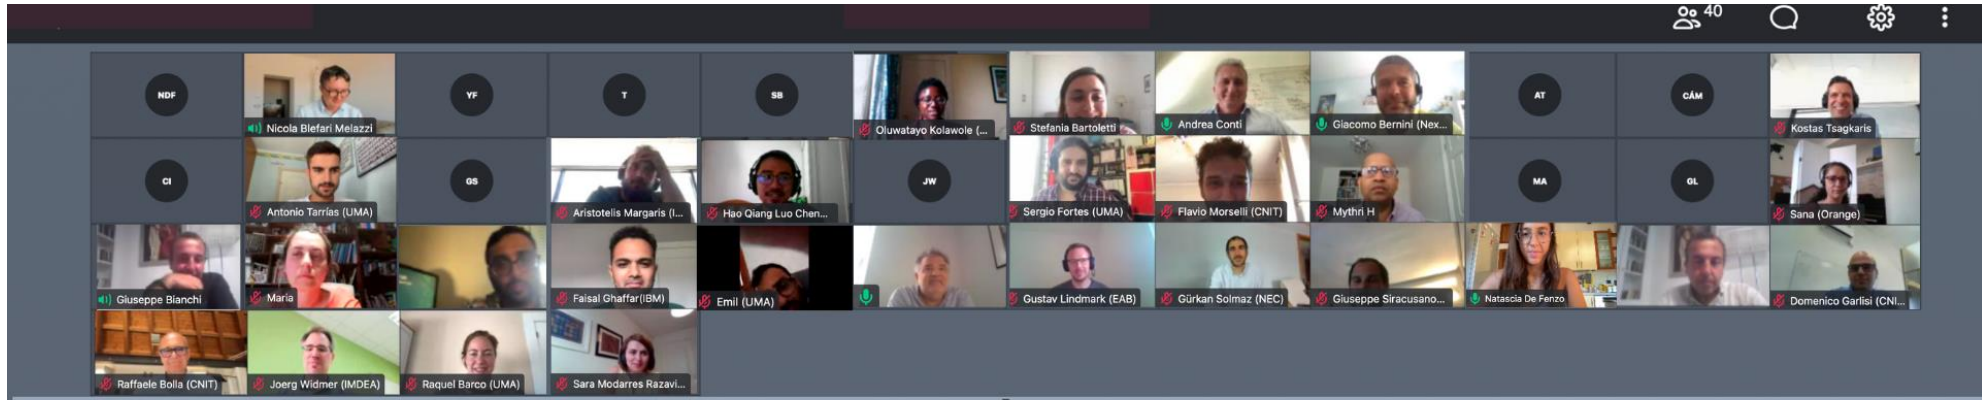 40
NDF
Nicola Blefari Melazzi
YF
T
SB
Oluwatayo Kolawole (...
Stefania Bartoletti
Andrea Conti
Giacomo Bernini (Nex...
AT
CÁM
Kostas Tsagkaris
CI
Antonio Tarrías (UMA)
GS
Aristotelis Margaris (I...
Hao Qiang Luo Chen...
JW
Sergio Fortes (UMA)
Flavio Morselli (CNIT)
Mythri H
MA
GL
Sana (Orange)
Giuseppe Bianchi
Maria
Faisal Ghaffar(IBM)
Emil (UMA)
Gustav Lindmark (EAB)
Gürkan Solmaz (NEC)
Giuseppe Siracusano...
Natascia De Fenzo
Domenico Garlisi (CNI...
Raffaele Bolla (CNIT)
Joerg Widmer (IMDEA)
Raquel Barco (UMA)
Sara Modarres Razavi...